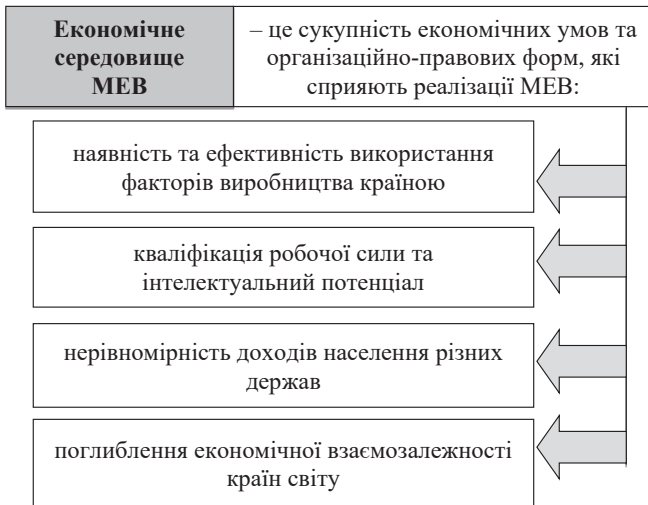 Економічне
середовище
МЕВ
– це сукупність економічних умов та
організаційно-правових форм, які
сприяють реалізації МЕВ:
наявність та ефективність використання
факторів виробництва країною
кваліфікація робочої сили та
інтелектуальний потенціал
нерівномірність доходів населення різних
держав
поглиблення економічної взаємозалежності
країн світу